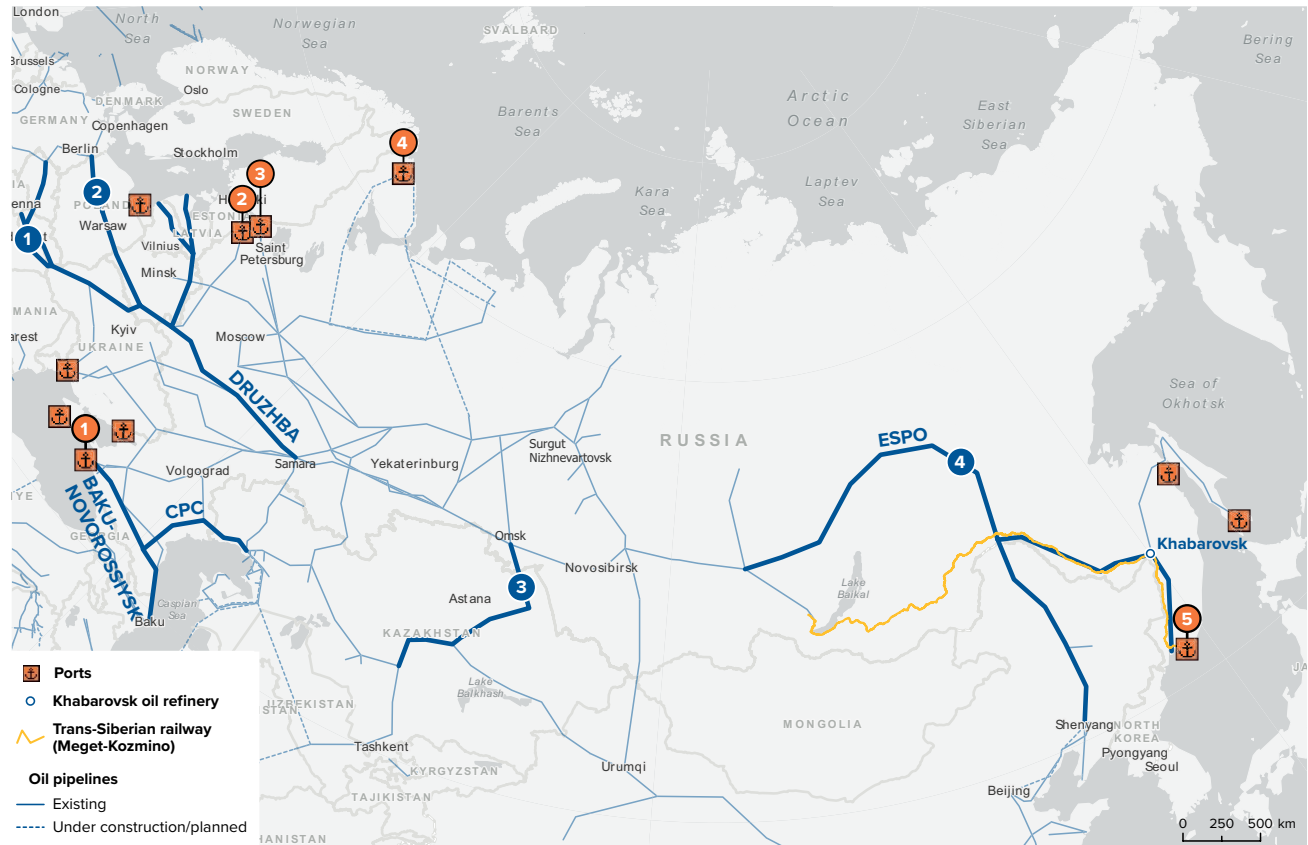 London
North
Sea
Norwegian
Sea
SVALBARD
Bering
Sea
Brussels
NORWAY
Cologne
Oslo
Arctic
Ocean
DENMARK
SWEDEN
Barents
Sea
East
Siberian
Sea
GERMANY
Copenhagen
Berlin
Stockholm
4
3
2
2
Kara
Sea
Laptev
Sea
POLAND
ESTONIA
Warsaw
LATVIA
1
Vilnius
Saint
Petersburg
Minsk
Kyiv
UKRAINE
Moscow
DRUZHBA
Sea of
Okhotsk
1
RUSSIA
ESPO
4
Surgut
Nizhnevartovsk
Volgograd
Samara
Yekaterinburg
BAKU-
NOVOROSSIYSK
CPC
GEORGIA
Omsk
Khabarovsk
Novosibirsk
3
Lake
Baikal
Astana
Caspian
Sea
Baku
KAZAKHSTAN
5
Lake
Balkhash
UZBEKISTAN
MONGOLIA
Shenyang
NORTH
KOREA
Tashkent
Pyongyang
Urumqi
Seoul
KYRGYZSTAN
TAJIKISTAN
Beijing
Ports
Khabarovsk oil refinery
Trans-Siberian railway
(Meget-Kozmino)
Oil pipelines
Existing
Under construction/planned
0 250 500 km